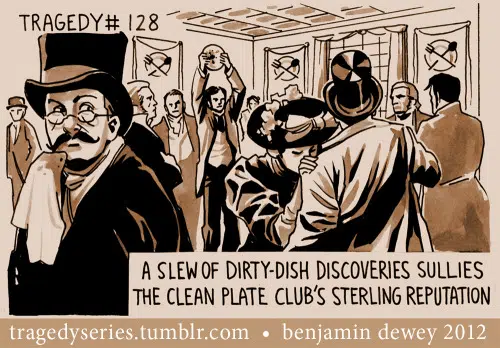 TRAGEDY# 128
A SLEW OF DIRTY-DISH DISCOVERIES SULLIES
THE CLEAN PLATE CLUB'S STERLING REPUTATION
tragedyseries.tumblr.com • benjamin dewey 2012